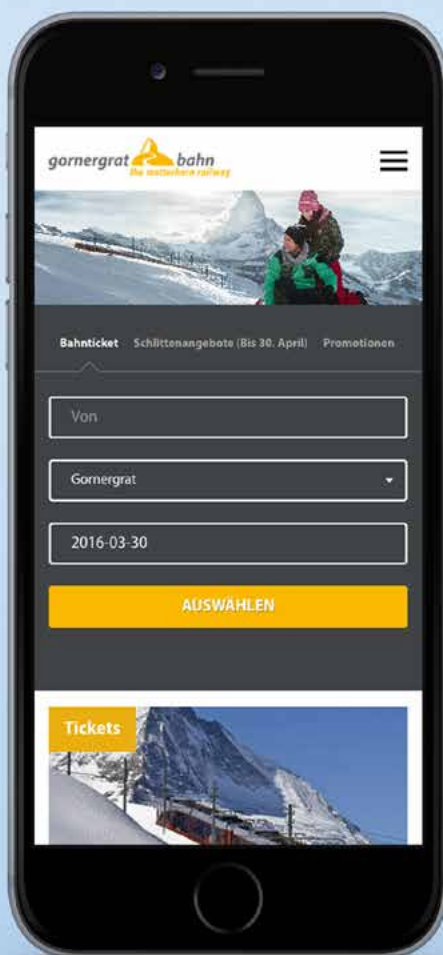 gornergrat bahn
the matterhorn railway
Bahnticket Schlittenangebote (Bis 30. April) Promotionen
Von
Gornergrat
2016-03-30
AUSWÄHLEN
Tickets